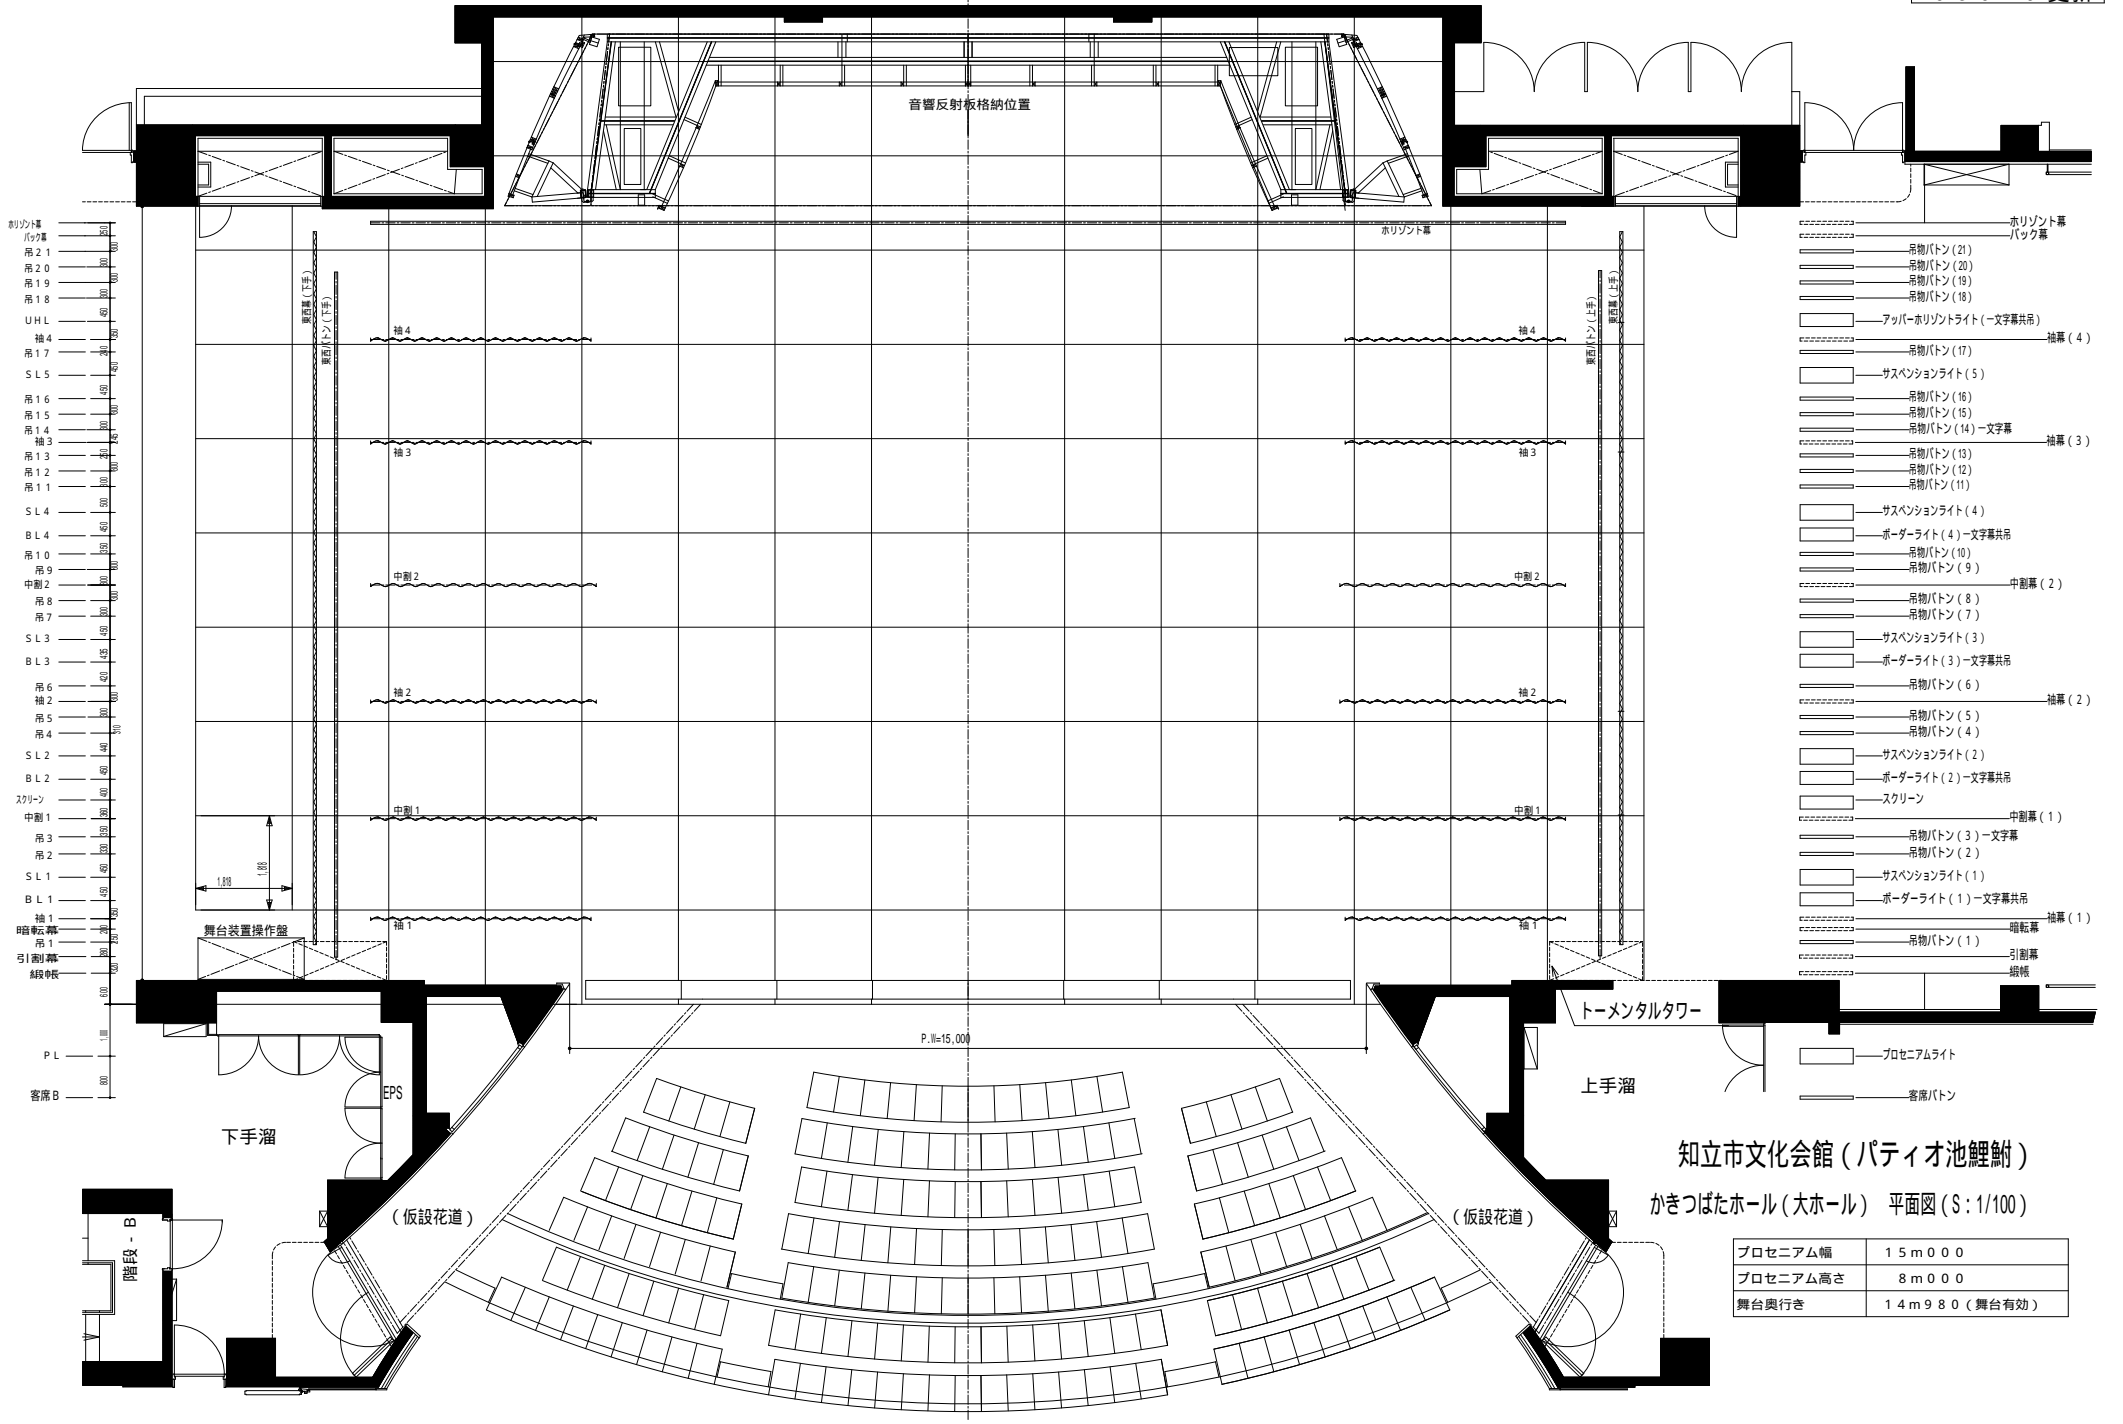 音響反射板格納位置
ホリゾント幕
バック幕
吊21
吊20
吊19
吊18
UHL
袖4
吊17
SL5
吊16
吊15
吊14
袖3
吊13
吊12
吊11
SL4
BL4
吊10
吊9
中割2
吊8
吊7
SL3
BL3
吊6
袖2
吊5
吊4
SL2
BL2
スクリーン
中割1
吊3
吊2
SL1
BL1
袖1
暗転幕
吊1
引割幕
緞帳
PL
客席B
東西幕(下手)
東西バトン(下手)
ホリゾント幕
東西バトン(上手)
東西幕(上手)
袖4
袖4
袖3
袖3
中割2
中割2
袖2
袖2
中割1
中割1
袖1
袖1
1,818
1,818
舞台装置操作盤
P.W=15,000
トーメンタルタワー
EPS
下手溜
上手溜
(仮設花道)
(仮設花道)
階段-B
ホリゾント幕
バック幕
吊物バトン(21)
吊物バトン(20)
吊物バトン(19)
吊物バトン(18)
アッパーホリゾントライト(一文字幕共吊)
袖幕(4)
吊物バトン(17)
サスペンションライト(5)
吊物バトン(16)
吊物バトン(15)
吊物バトン(14)一文字幕
袖幕(3)
吊物バトン(13)
吊物バトン(12)
吊物バトン(11)
サスペンションライト(4)
ボーダーライト(4)一文字幕共吊
吊物バトン(10)
吊物バトン(9)
中割幕(2)
吊物バトン(8)
吊物バトン(7)
サスペンションライト(3)
ボーダーライト(3)一文字幕共吊
吊物バトン(6)
袖幕(2)
吊物バトン(5)
吊物バトン(4)
サスペンションライト(2)
ボーダーライト(2)一文字幕共吊
スクリーン
中割幕(1)
吊物バトン(3)一文字幕
吊物バトン(2)
サスペンションライト(1)
ボーダーライト(1)一文字幕共吊
袖幕(1)
暗転幕
吊物バトン(1)
引割幕
緞帳
プロセニアムライト
客席バトン
知立市文化会館(パティオ池鯉鮒)
かきつばたホール(大ホール) 平面図(S:1/100)
プロセニアム幅 15m000
プロセニアム高さ 8m000
舞台奥行き 14m980(舞台有効)